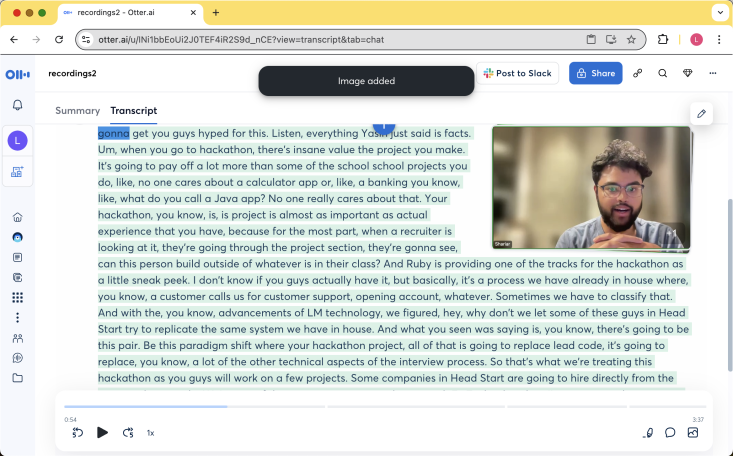 recordings2 - Otter.ai
otter.ai/u/lNi1bbEoUi2J0TEF4iR2S9d_nCE?view=transcript&tab=chat
L
recordings2
Image added
Post to Slack
Share
L
Summary
Transcript
gonna get you guys hyped for this. Listen, everything Yasin just said is facts.
Um, when you go to hackathon, there's insane value the project you make.
It's going to pay off a lot more than some of the school school projects you
do, like, no one cares about a calculator app or, like, a banking you know,
like, what do you call a Java app? No one really cares about that. Your
hackathon, you know, is, is project is almost as important as actual
experience that you have, because for the most part, when a recruiter is
looking at it, they're going through the project section, they're gonna see,
can this person build outside of whatever is in their class? And Ruby is providing one of the tracks for the hackathon as
a little sneak peek. I don't know if you guys actually have it, but basically, it's a process we have already in house where,
you know, a customer calls us for customer support, opening account, whatever. Sometimes we have to classify that.
And with the, you know, advancements of LM technology, we figured, hey, why don't we let some of these guys in Head
Start try to replicate the same system we have in house. And what you seen was saying is, you know, there's going to be
this pair. Be this paradigm shift where your hackathon project, all of that is going to replace lead code, it's going to
replace, you know, a lot of the other technical aspects of the interview process. So that's what we're treating this
hackathon as you guys will work on a few projects. Some companies in Head Start are going to hire directly from the
0:54
3:37
1x